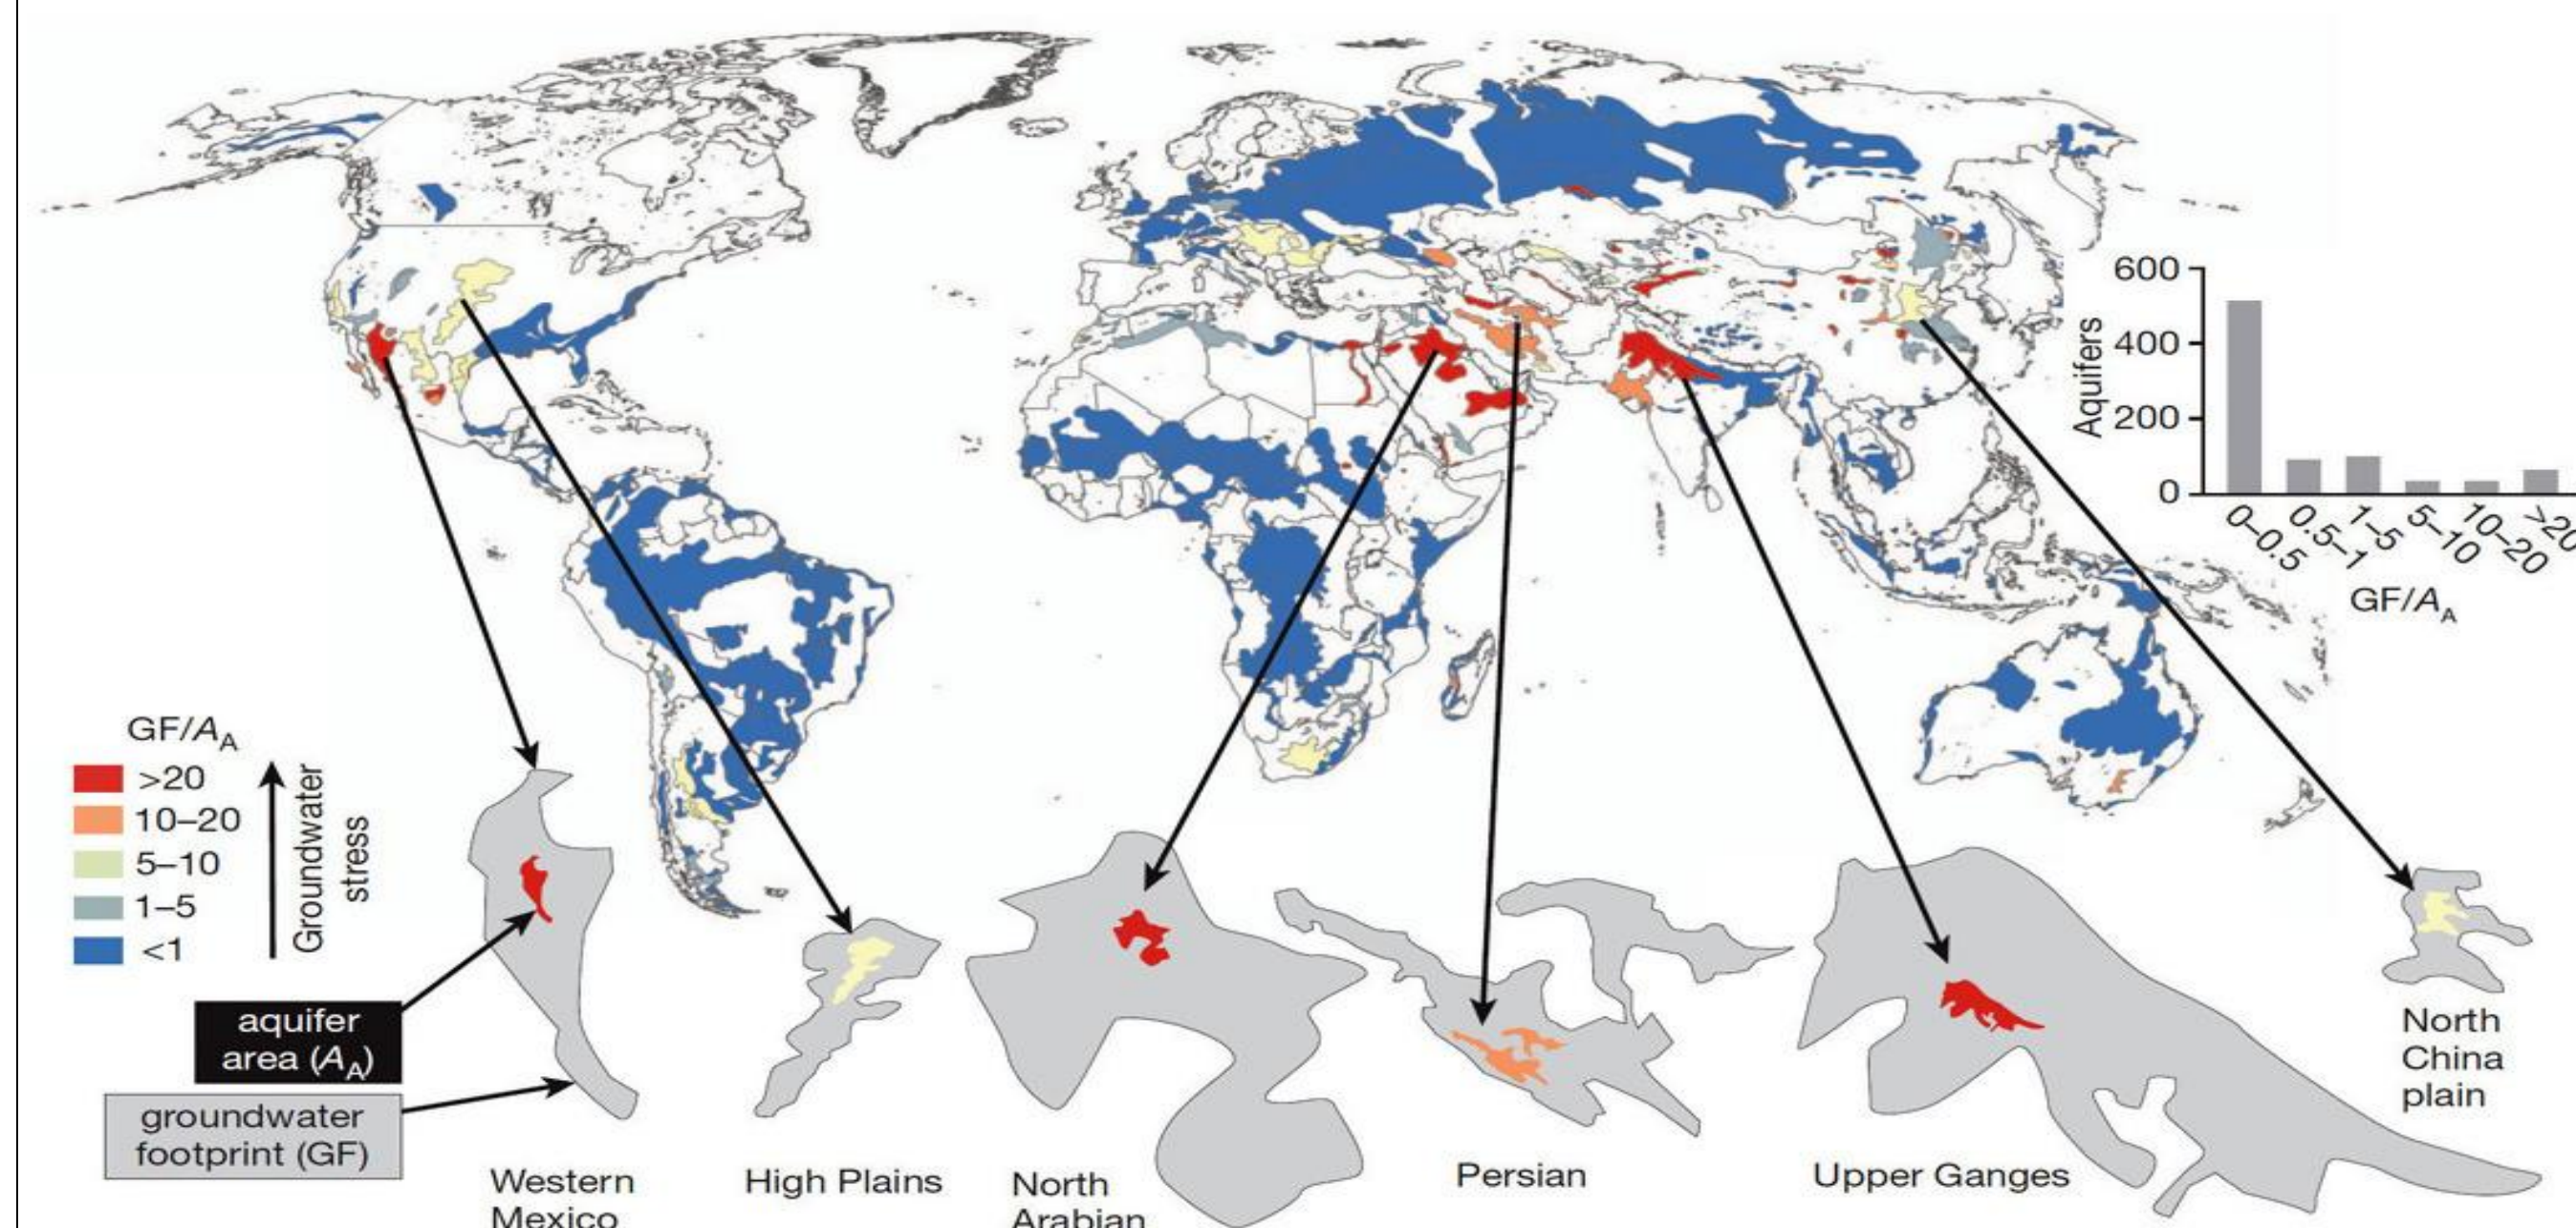 600
400
200
0
Aquifers
0–0.5
0.5–1
1–5
5–10
10–20
>20
GF/AA
GF/AA
>20
10–20
5–10
1–5
<1
Groundwater
stress
aquifer
area (AA)
groundwater
footprint (GF)
Western
Mexico
High Plains
North
Arabian
Persian
Upper Ganges
North
China
plain